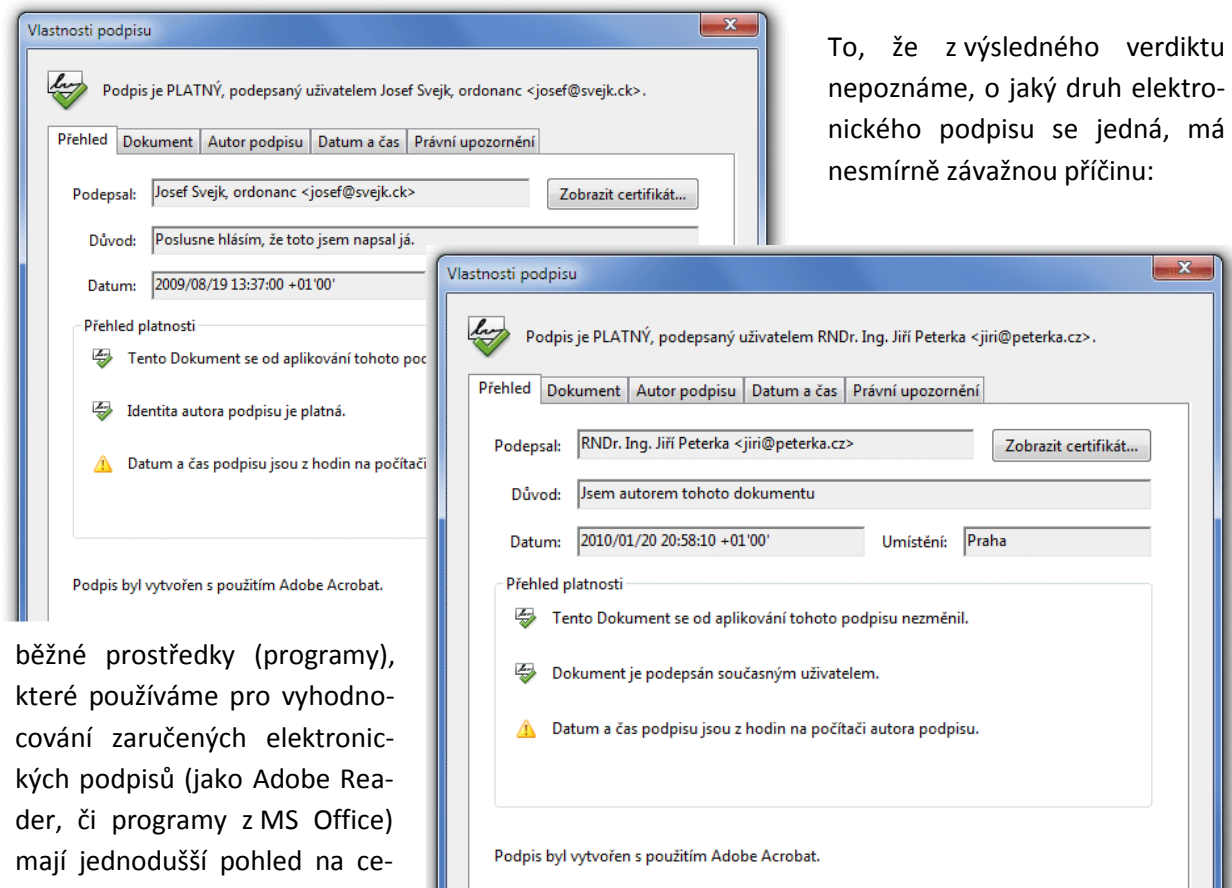 Vlastnosti podpisu
Podpis je PLATNÝ, podepsaný uživatelem Josef Svejk, ordonanc <josef@svejk.ck>.
Přehled Dokument Autor podpisu Datum a čas Právní upozornění
Podepsal: Josef Svejk, ordonanc <josef@svejk.ck> Zobrazit certifikát...
Důvod: Poslusne hlásím, že toto jsem napsal já.
Datum: 2009/08/19 13:37:00 +01'00'
Přehled platnosti
Tento Dokument se od aplikování tohoto pod
Identita autora podpisu je platná.
Datum a čas podpisu jsou z hodin na počítači
Podpis byl vytvořen s použitím Adobe Acrobat.
To, že z výsledného verdiktu
nepoznáme, o jaký druh elektro-
nického podpisu se jedná, má
nesmírně závažnou příčinu:
Vlastnosti podpisu
Podpis je PLATNÝ, podepsaný uživatelem RNDr. Ing. Jiří Peterka <jiri@peterka.cz>.
Přehled Dokument Autor podpisu Datum a čas Právní upozornění
Podepsal: RNDr. Ing. Jiří Peterka <jiri@peterka.cz> Zobrazit certifikát...
Důvod: Jsem autorem tohoto dokumentu
Datum: 2010/01/20 20:58:10 +01'00' Umístění: Praha
Přehled platnosti
Tento Dokument se od aplikování tohoto podpisu nezměnil.
Dokument je podepsán současným uživatelem.
Datum a čas podpisu jsou z hodin na počítači autora podpisu.
Podpis byl vytvořen s použitím Adobe Acrobat.
běžné prostředky (programy),
které používáme pro vyhodno-
cování zaručených elektronic-
kých podpisů (jako Adobe Rea-
der, či programy z MS Office)
mají jednodušší pohled na ce-